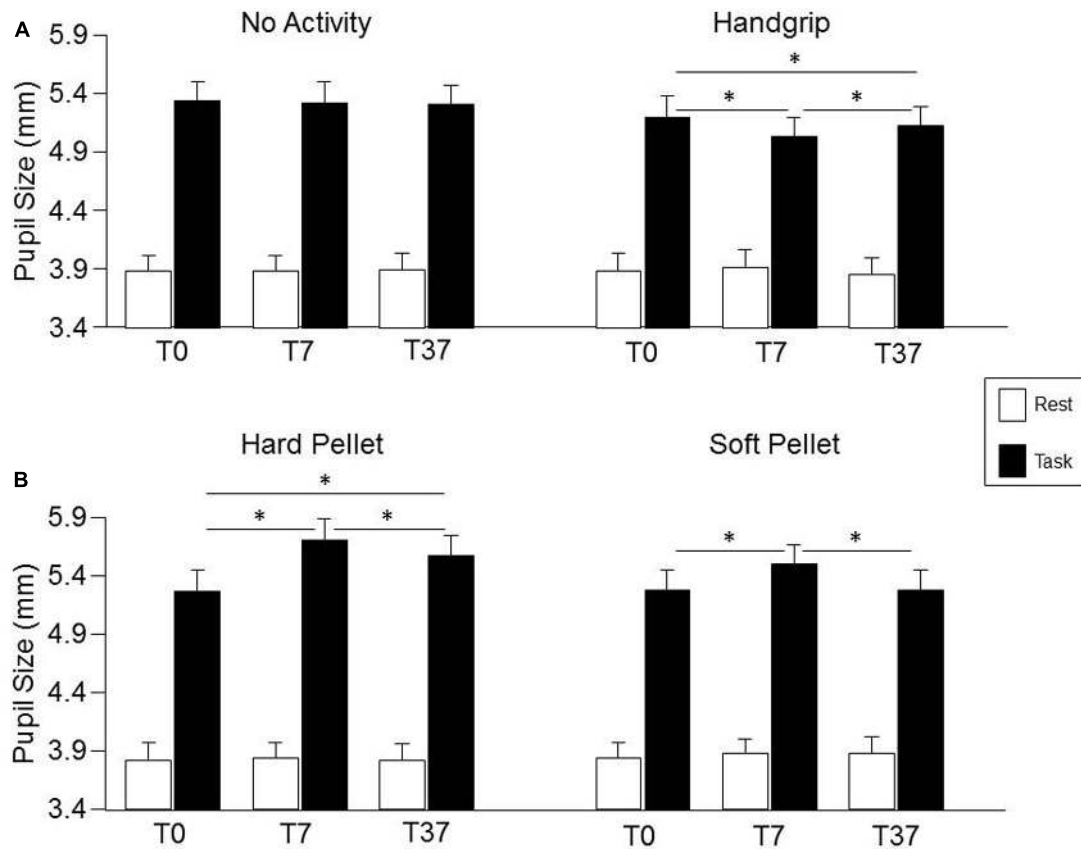 A
No Activity
Handgrip
Pupil Size (mm)
5.9
5.4
4.9
4.4
3.9
3.4
*
* *
T0 T7 T37
T0 T7 T37
Rest
Task
B
Hard Pellet
Soft Pellet
Pupil Size (mm)
5.9
5.4
4.9
4.4
3.9
3.4
*
* *
* *
T0 T7 T37
T0 T7 T37